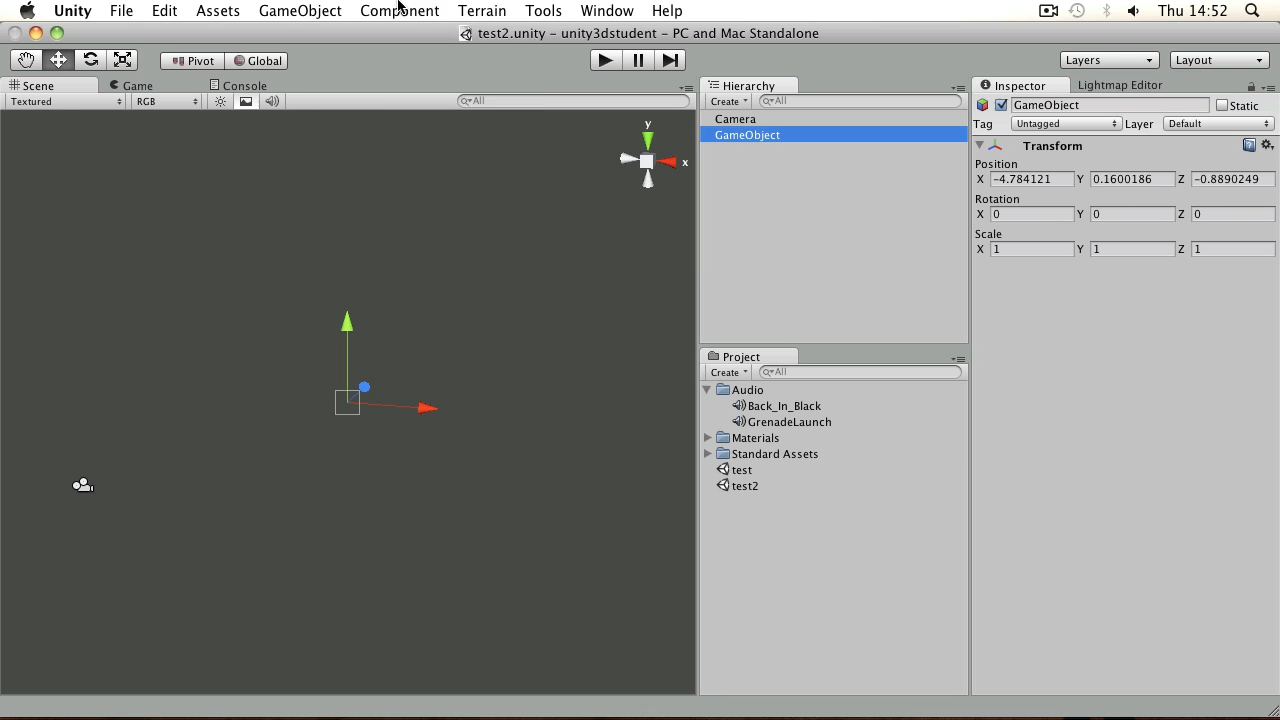 Unity File Edit Assets GameObject Component Terrain Tools Window Help Thu 14:52
test2.unity – unity3dstudent – PC and Mac Standalone
Pivot Global Layers Layout
Scene Game Console Hierarchy Inspector Lightmap Editor
Textured RGB All Create All GameObject Static
Camera
Tag Untagged Layer Default
GameObject
Transform
Position
X -4.784121 Y 0.1600186 Z -0.8890249
Rotation
X 0 Y 0 Z 0
Scale
X 1 Y 1 Z 1
y
x
Project
Create All
Audio
Back_In_Black
GrenadeLaunch
Materials
Standard Assets
test
test2